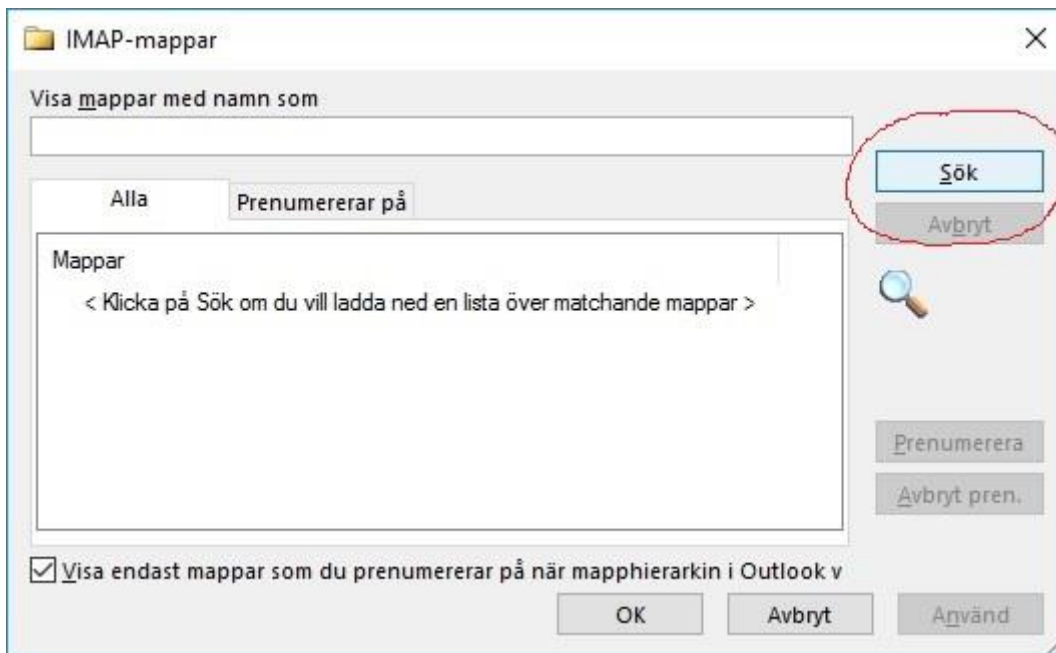 IMAP-mappar
Visa mappar med namn som
Sök
Alla
Prenumererar på
Avbryt
Mappar
< Klicka på Sök om du vill ladda ned en lista över matchande mappar >
Prenumerera
Avbryt pren.
Visa endast mappar som du prenumererar på när mapphierarkin i Outlook v
OK
Avbryt
Använd